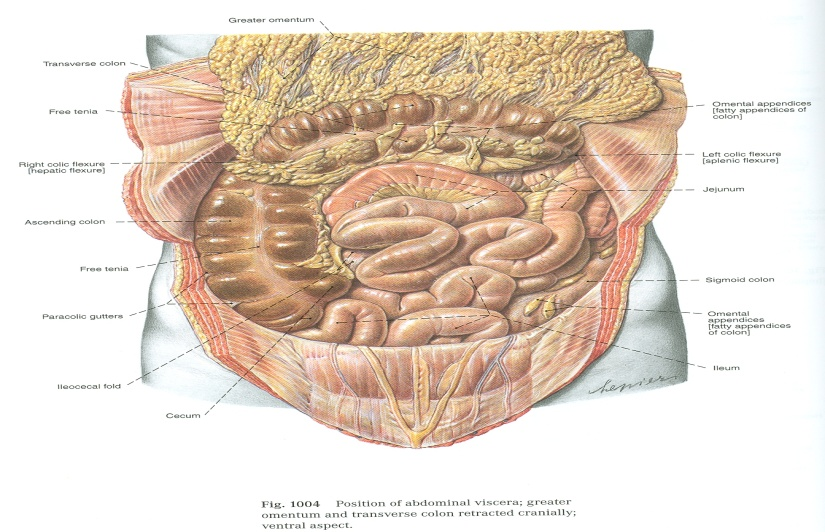 Greater omentum
Transverse colon
Free tenia
Right colic flexure
[hepatic flexure]
Ascending colon
Free tenia
Paracolic gutters
Ileocecal fold
Cecum
Omental appendices
[fatty appendices of
colon]
Left colic flexure
[splenic flexure]
Jejunum
Sigmoid colon
Omental
appendices
[fatty appendices
of colon]
Ileum
Fig. 1004 Position of abdominal viscera; greater
omentum and transverse colon retracted cranially;
ventral aspect.